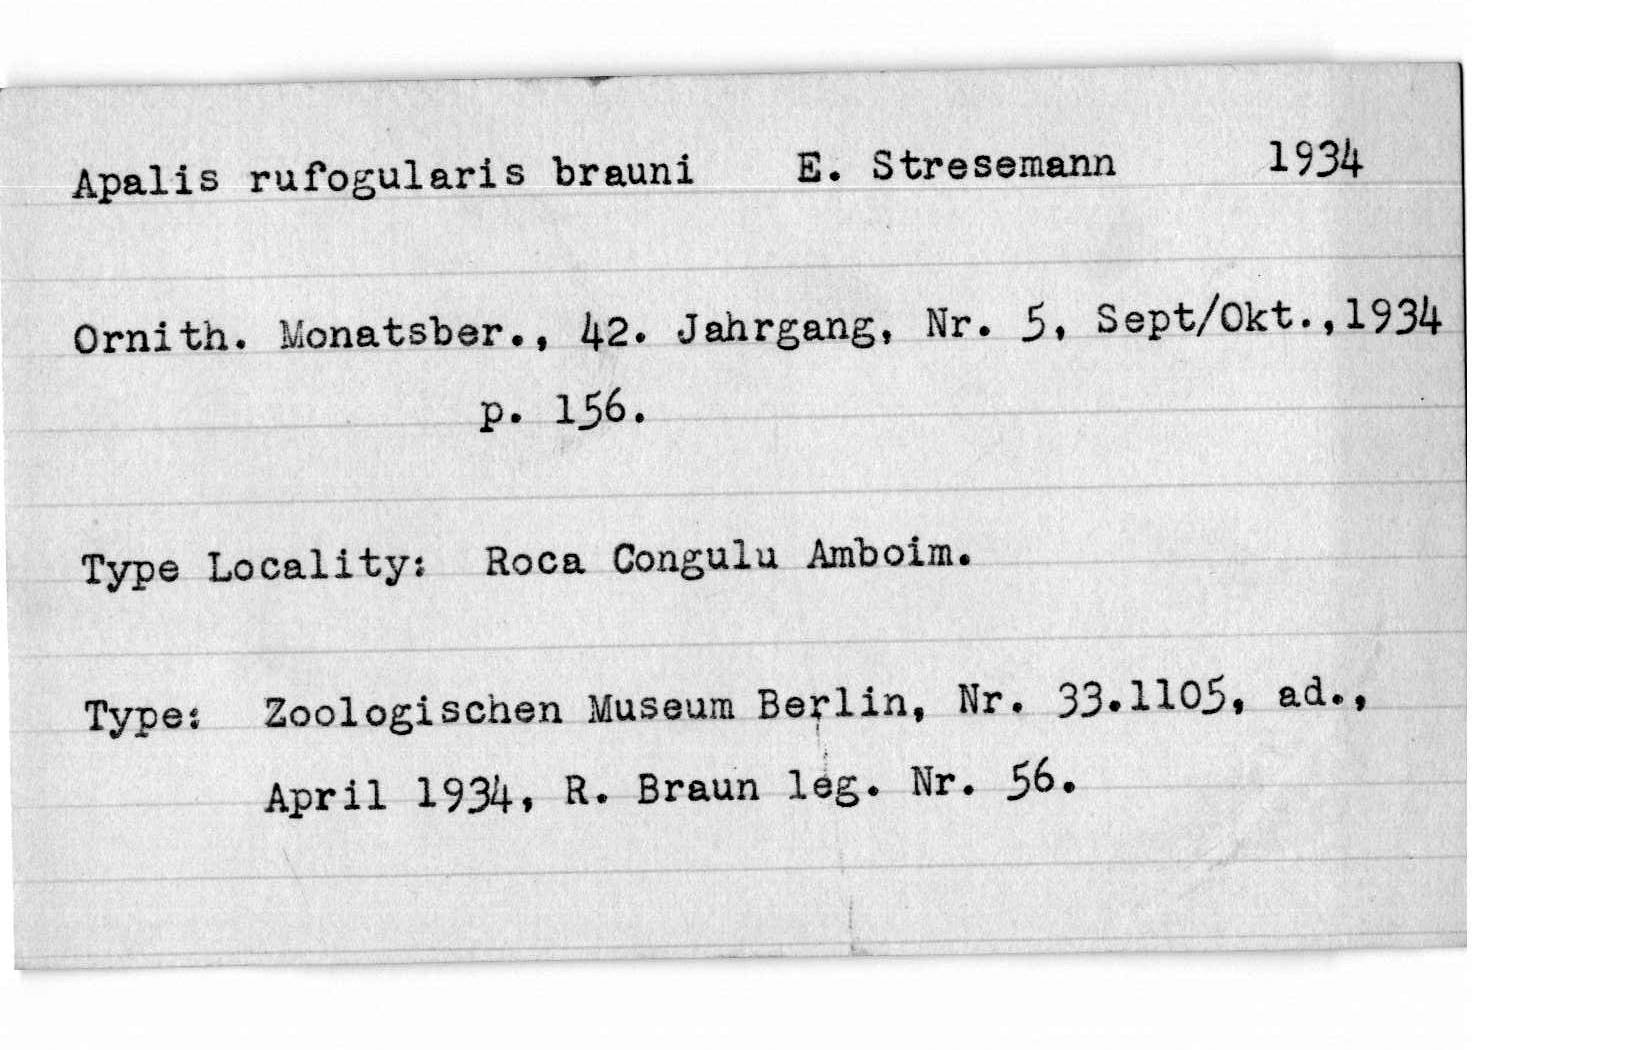 Apalis rufogularis brauni E. Stresemann 1934
Ornith. Monatsber., 42. Jahrgang, Nr. 5, Sept/Okt.,1934
p. 156.
Type Locality: Roca Congulu Amboim.
Type: Zoologischen Museum Berlin, Nr. 33.1105, ad.,
April 1934, R. Braun leg. Nr. 56.